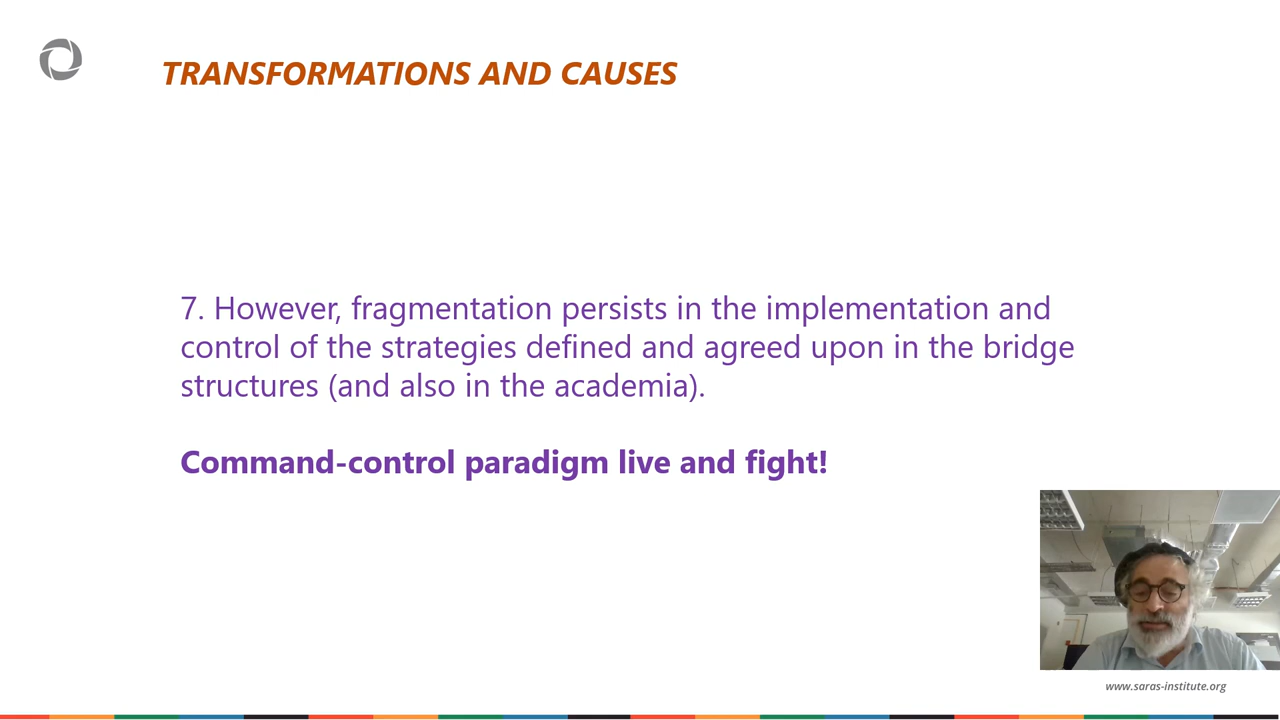 TRANSFORMATIONS AND CAUSES
7. However, fragmentation persists in the implementation and
control of the strategies defined and agreed upon in the bridge
structures (and also in the academia).
Command-control paradigm live and fight!
www.saras-institute.org